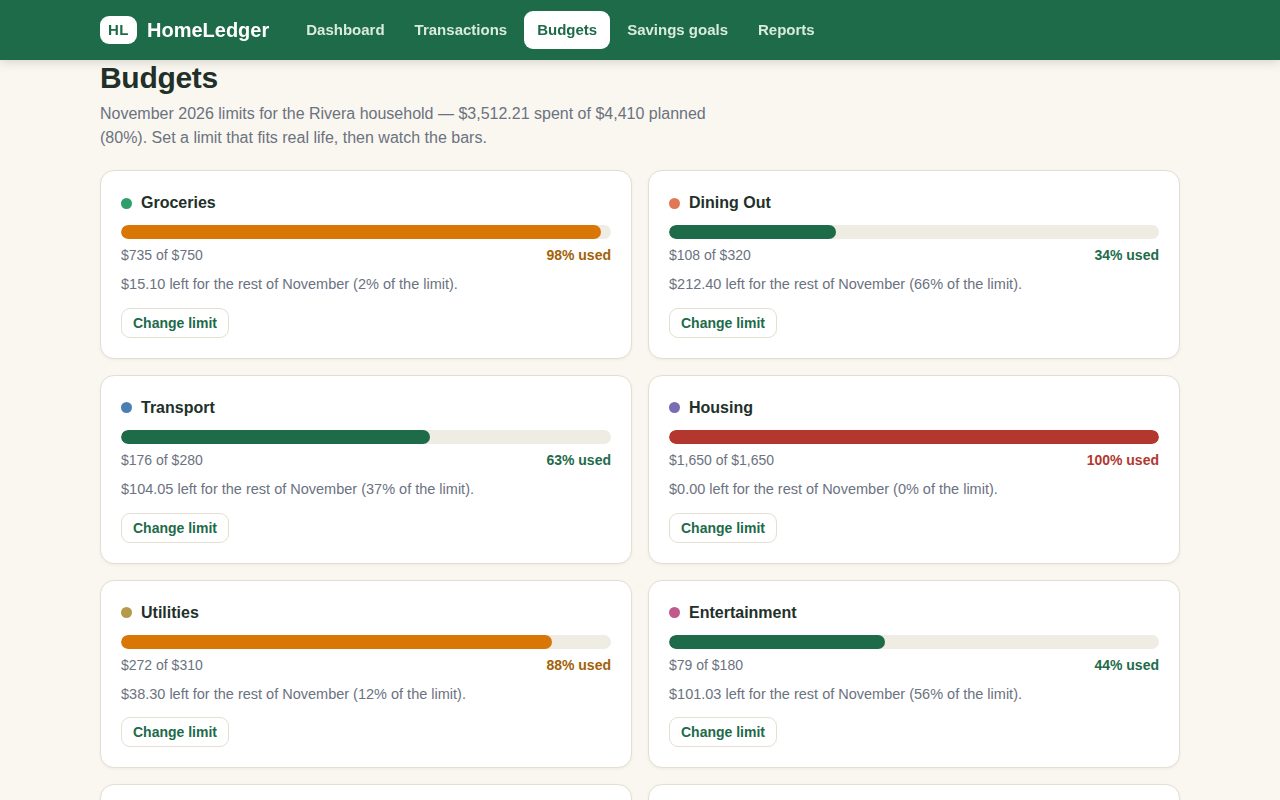 HL HomeLedger Dashboard Transactions Budgets Savings goals Reports
Budgets
November 2026 limits for the Rivera household — $3,512.21 spent of $4,410 planned
(80%). Set a limit that fits real life, then watch the bars.
Groceries
$735 of $750 98% used
$15.10 left for the rest of November (2% of the limit).
Change limit
Dining Out
$108 of $320 34% used
$212.40 left for the rest of November (66% of the limit).
Change limit
Transport
$176 of $280 63% used
$104.05 left for the rest of November (37% of the limit).
Change limit
Housing
$1,650 of $1,650 100% used
$0.00 left for the rest of November (0% of the limit).
Change limit
Utilities
$272 of $310 88% used
$38.30 left for the rest of November (12% of the limit).
Change limit
Entertainment
$79 of $180 44% used
$101.03 left for the rest of November (56% of the limit).
Change limit